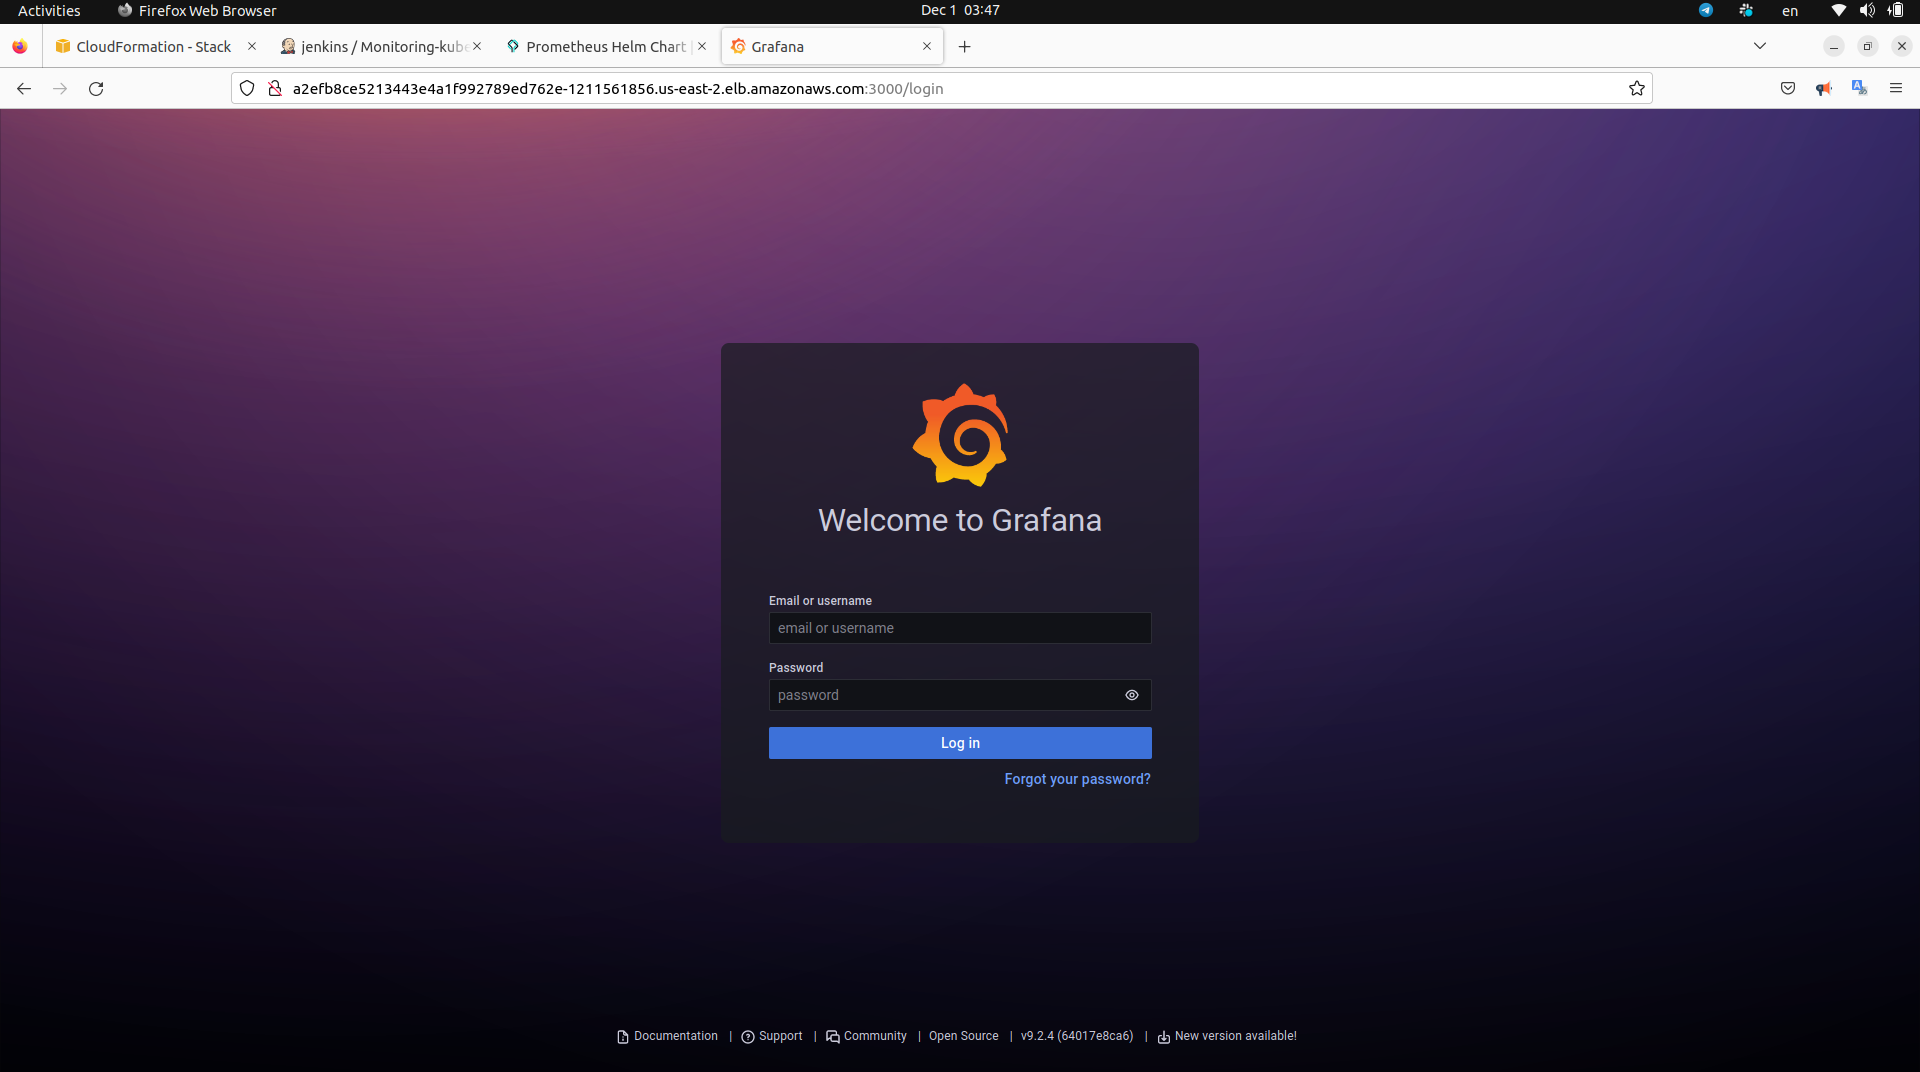 Activities Firefox Web Browser Dec 1 03:47 en
CloudFormation - Stack jenkins / Monitoring-kube Prometheus Helm Chart | Grafana
a2efb8ce5213443e4a1f992789ed762e-1211561856.us-east-2.elb.amazonaws.com:3000/login
Welcome to Grafana
Email or username
email or username
Password
password
Log in
Forgot your password?
Documentation | Support | Community | Open Source | v9.2.4 (64017e8ca6) | New version available!